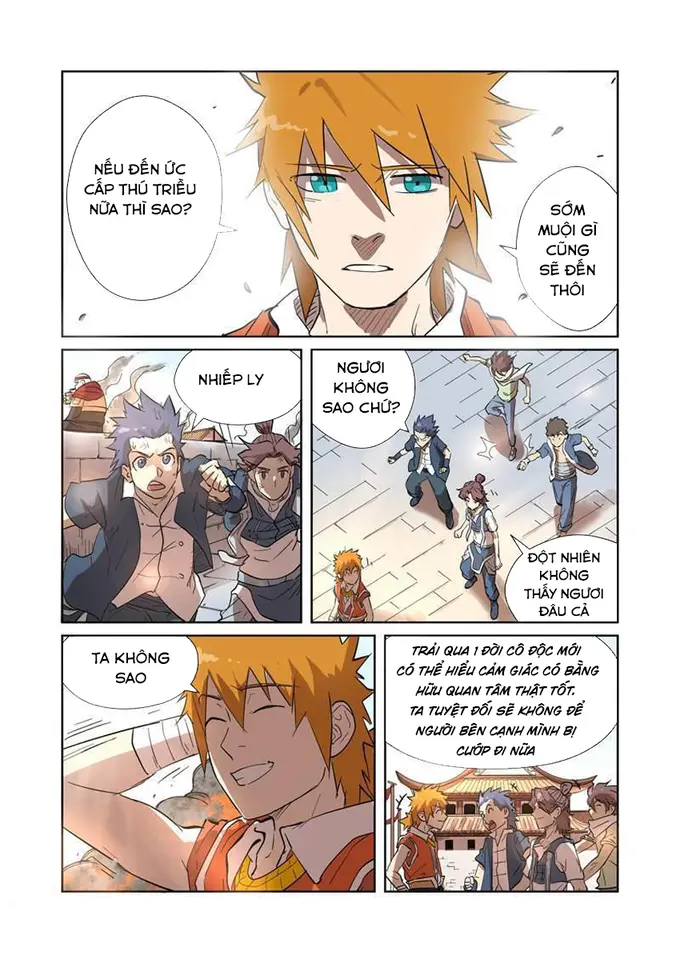 NẾU ĐẾN ỨC
CẤP THÚ TRIỀU
NỮA THÌ SAO?
SỚM
MUỘI GÌ
CŨNG
SẼ ĐẾN
THÔI
NHIẾP LY
NGƯƠI
KHÔNG
SAO CHỨ?
ĐỘT NHIÊN
KHÔNG
THẤY NGƯƠI
ĐÂU CẢ
TA KHÔNG
SAO
TRẢI QUA 1 ĐỜI CÔ ĐỘC MỚI
CÓ THỂ HIỂU CẢM GIÁC CÓ BẰNG
HỮU QUAN TÂM THẬT TỐT.
TA TUYỆT ĐỐI SẼ KHÔNG ĐỂ
NGƯỜI BÊN CẠNH MÌNH BỊ
CƯỚP ĐI NỮA